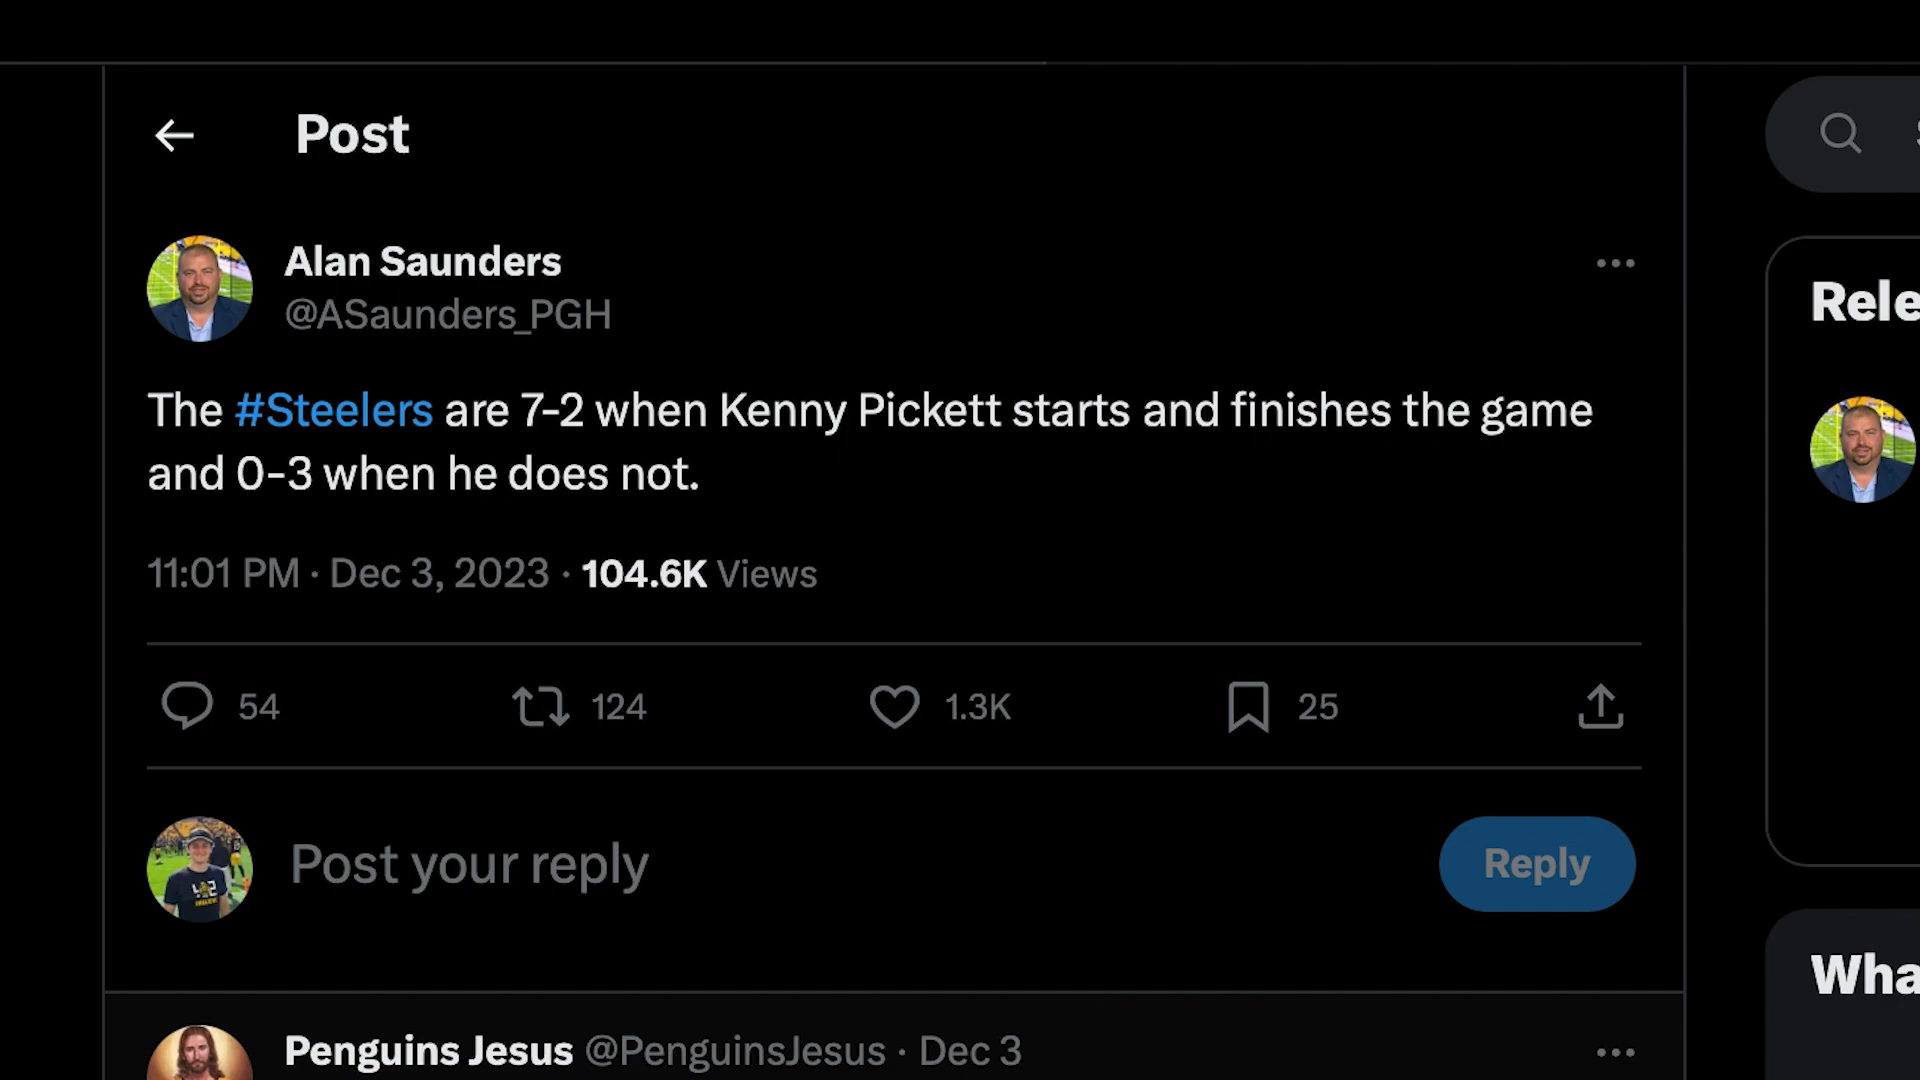 Post
Alan Saunders
@ASaunders_PGH
The #Steelers are 7-2 when Kenny Pickett starts and finishes the game
and 0-3 when he does not.
11:01 PM · Dec 3, 2023 · 104.6K Views
54 124 1.3K 25
Post your reply
Reply
Penguins Jesus @PenguinsJesus · Dec 3
Rele
Wha